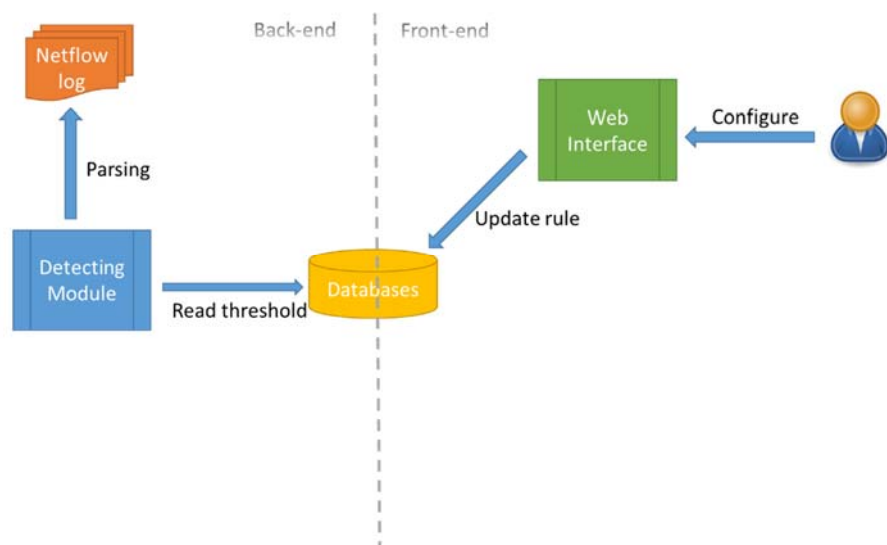 Back-end
Front-end
Netflow
log
Web
Interface
Configure
Parsing
Update rule
Detecting
Module
Databases
Read threshold